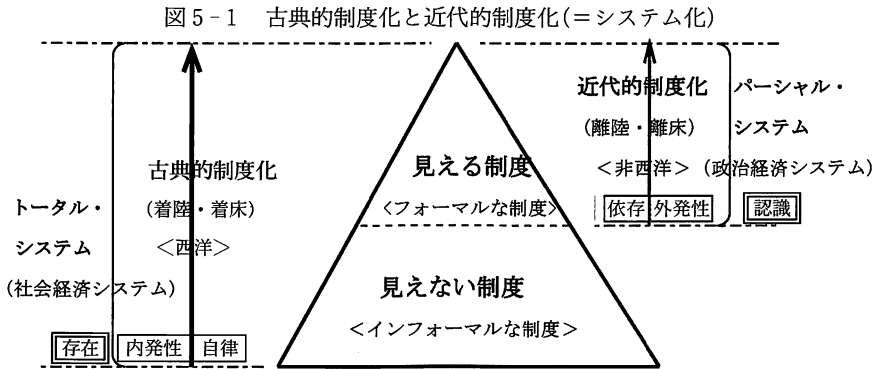 図5-1 古典的制度化と近代的制度化(=システム化)
古典的制度化
(着陸・着床)
<西洋>
トータル・
システム
(社会経済システム)
存在 内発性 自律
見える制度
<フォーマルな制度>
見えない制度
<インフォーマルな制度>
近代的制度化
(離陸・離床)
<非西洋>
パーシャル・
システム
(政治経済システム)
依存 外発性 認識